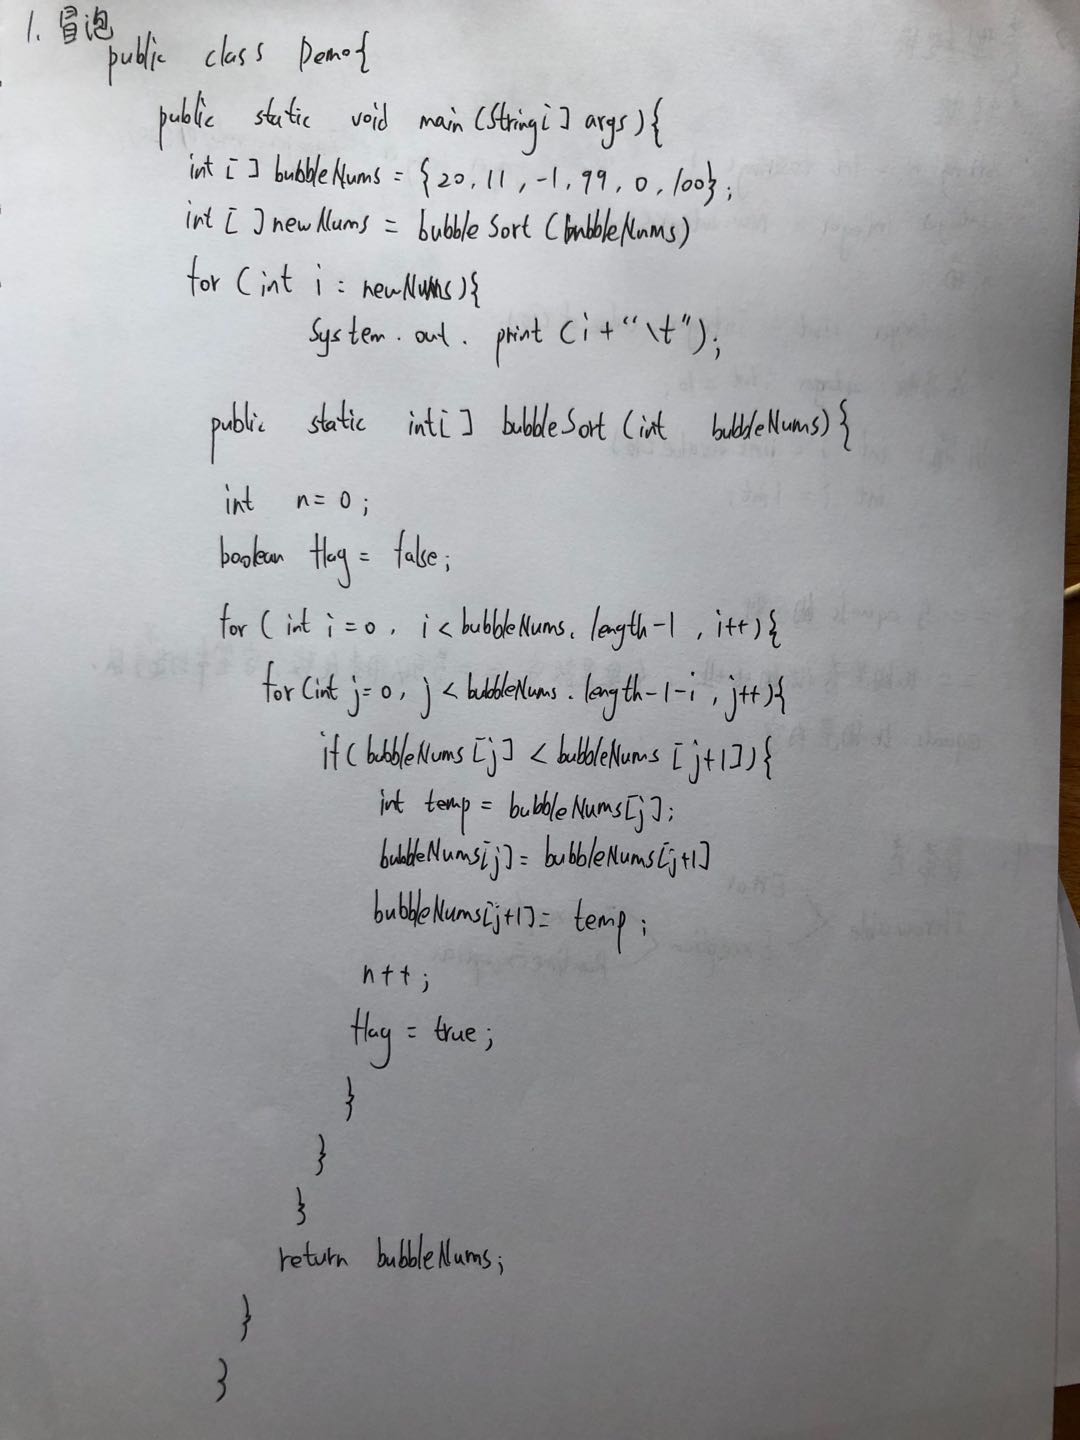 1. 冒泡
public class Demo{
public static void main (String[] args){
int [] bubbleNums = {20, 11, -1, 99, 0, 100};
int [] newNums = bubbleSort (bubbleNums)
for (int i : newNums){
System.out.print (i+"\t");
public static int[] bubbleSort (int bubbleNums){
int n=0;
boolean flag = false;
for ( int i=0, i<bubbleNums.length-1, i++){
for (int j=0, j<bubbleNums.length-1-i, j++){
if( bubbleNums [j] < bubbleNums [j+1]){
int temp = bubbleNums[j];
bubbleNums[j]= bubbleNums[j+1]
bubbleNums[j+1]= temp;
n++;
flag = true;
}
}
}
return bubbleNums;
}
}